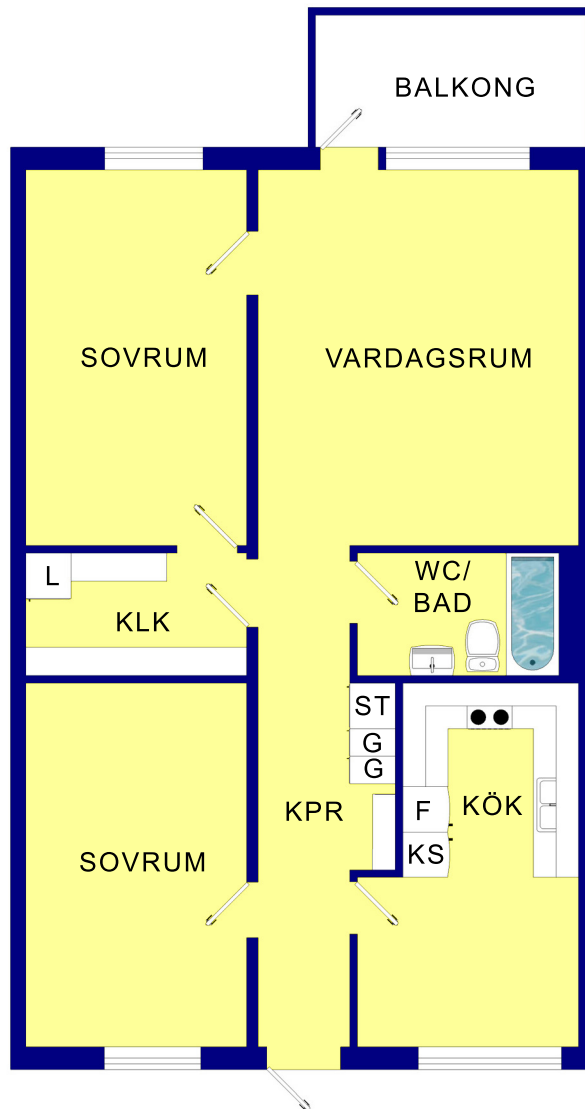 BALKONG
SOVRUM
VARDAGSRUM
L
KLK
WC/
BAD
ST
G
G
KPR
F
KÖK
KS
SOVRUM